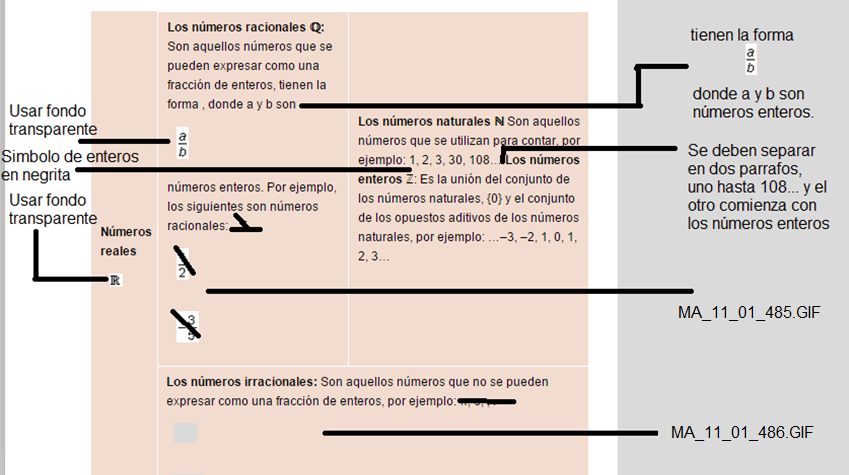 Los números racionales ℚ:
Son aquellos números que se
pueden expresar como una
fracción de enteros, tienen la
forma , donde a y b son
a
b
números enteros. Por ejemplo,
los siguientes son números
racionales:
2
-3
5
Números
reales
ℝ
Los números naturales ℕ Son aquellos
números que se utilizan para contar, por
ejemplo: 1, 2, 3, 30, 108... Los números
enteros ℤ: Es la unión del conjunto de
los números naturales, {0} y el conjunto
de los opuestos aditivos de los números
naturales, por ejemplo: …–3, –2, 1, 0, 1,
2, 3…
Los números irracionales: Son aquellos números que no se pueden
expresar como una fracción de enteros, por ejemplo:
Usar fondo
transparente
Simbolo de enteros
en negrita
Usar fondo
transparente
tienen la forma
a
b
donde a y b son
números enteros.
Se deben separar
en dos parrafos,
uno hasta 108... y el
otro comienza con
los números enteros
MA_11_01_485.GIF
MA_11_01_486.GIF